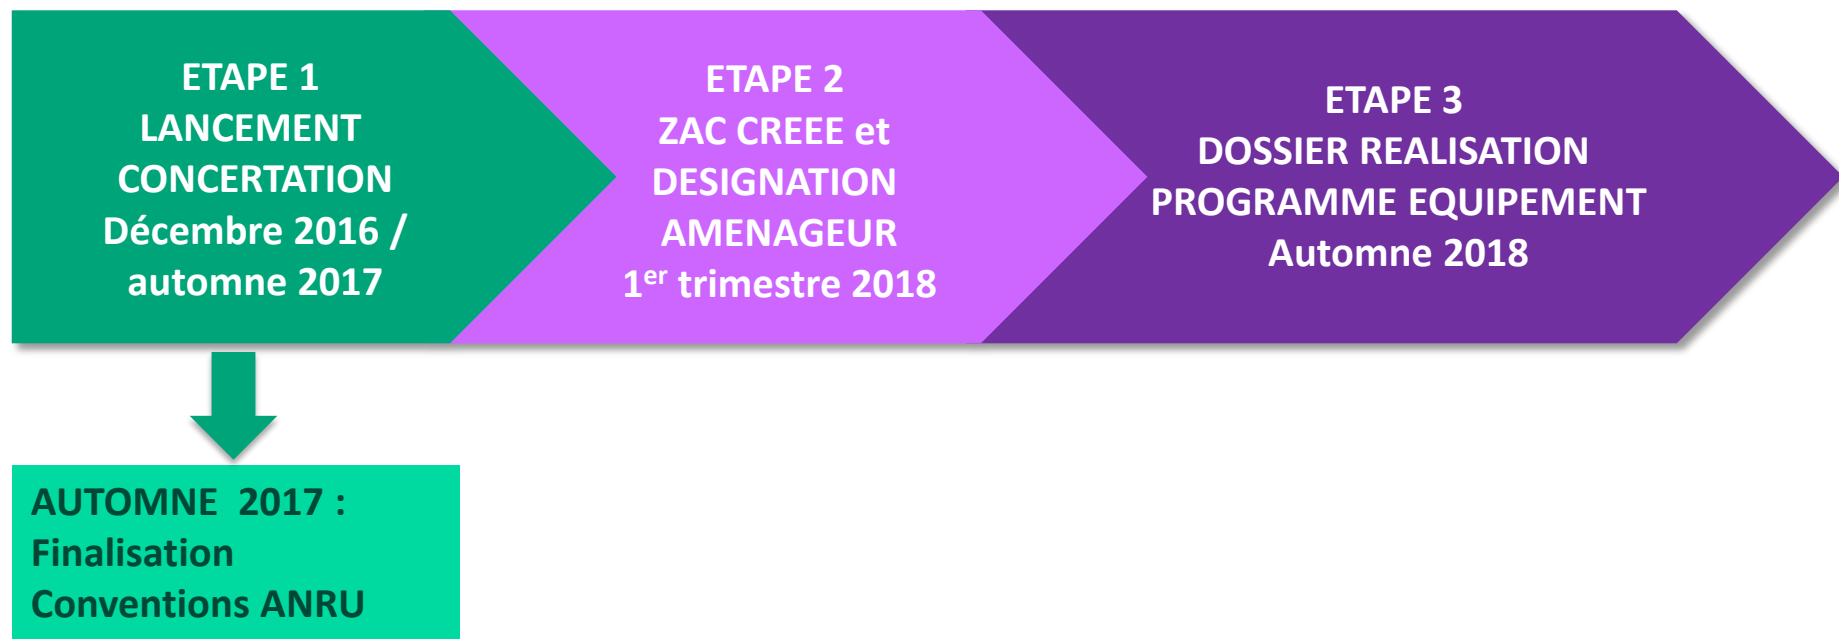 ETAPE 1
LANCEMENT
CONCERTATION
Décembre 2016 /
automne 2017
ETAPE 2
ZAC CREEE et
DESIGNATION
AMENAGEUR
1er trimestre 2018
ETAPE 3
DOSSIER REALISATION
PROGRAMME EQUIPEMENT
Automne 2018
AUTOMNE 2017 :
Finalisation
Conventions ANRU